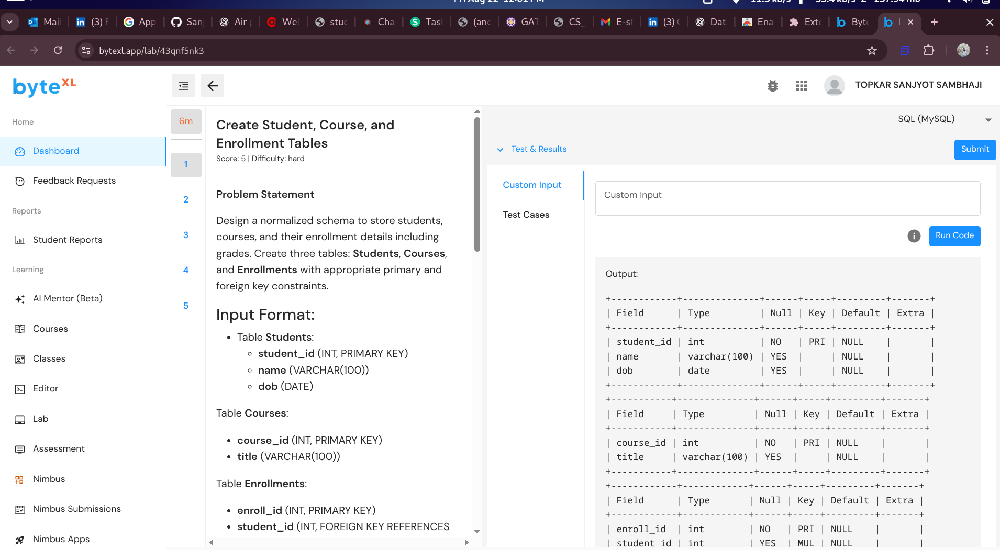 Fri Aug 22 12:01 PM
11.5 kb/s
55.4 kb/s
Σ 257.54 mb
Mail
(3) F
App
Sanj
Air p
Wel
stud
Cha
Task
(anc
GAT
CS_
E-st
(3) C
Dat
Ena
Exte
Byte
bytexl.app/lab/43qnf5nk3
byteXL
Home
Dashboard
Feedback Requests
Reports
Student Reports
Learning
AI Mentor (Beta)
Courses
Classes
Editor
Lab
Assessment
Nimbus
Nimbus Submissions
Nimbus Apps
TOPKAR SANJYOT SAMBHAJI
6m
1
2
3
4
5
Create Student, Course, and
Enrollment Tables
Score: 5 | Difficulty: hard
Problem Statement
Design a normalized schema to store students,
courses, and their enrollment details including
grades. Create three tables: Students, Courses,
and Enrollments with appropriate primary and
foreign key constraints.
Input Format:
• Table Students:
◦ student_id (INT, PRIMARY KEY)
◦ name (VARCHAR(100))
◦ dob (DATE)
Table Courses:
• course_id (INT, PRIMARY KEY)
• title (VARCHAR(100))
Table Enrollments:
• enroll_id (INT, PRIMARY KEY)
• student_id (INT, FOREIGN KEY REFERENCES
SQL (MySQL)
Test & Results
Submit
Custom Input
Test Cases
Custom Input
Run Code
Output:
+------------+--------------+------+-----+---------+-------+
| Field      | Type         | Null | Key | Default | Extra |
+------------+--------------+------+-----+---------+-------+
| student_id | int          | NO   | PRI | NULL    |       |
| name       | varchar(100) | YES  |     | NULL    |       |
| dob        | date         | YES  |     | NULL    |       |
+------------+--------------+------+-----+---------+-------+
+-----------+--------------+------+-----+---------+-------+
| Field     | Type         | Null | Key | Default | Extra |
+-----------+--------------+------+-----+---------+-------+
| course_id | int          | NO   | PRI | NULL    |       |
| title     | varchar(100) | YES  |     | NULL    |       |
+-----------+--------------+------+-----+---------+-------+
+------------+------------+------+-----+---------+-------+
| Field      | Type       | Null | Key | Default | Extra |
+------------+------------+------+-----+---------+-------+
| enroll_id  | int        | NO   | PRI | NULL    |       |
| student_id | int        | YES  | MUL | NULL    |       |